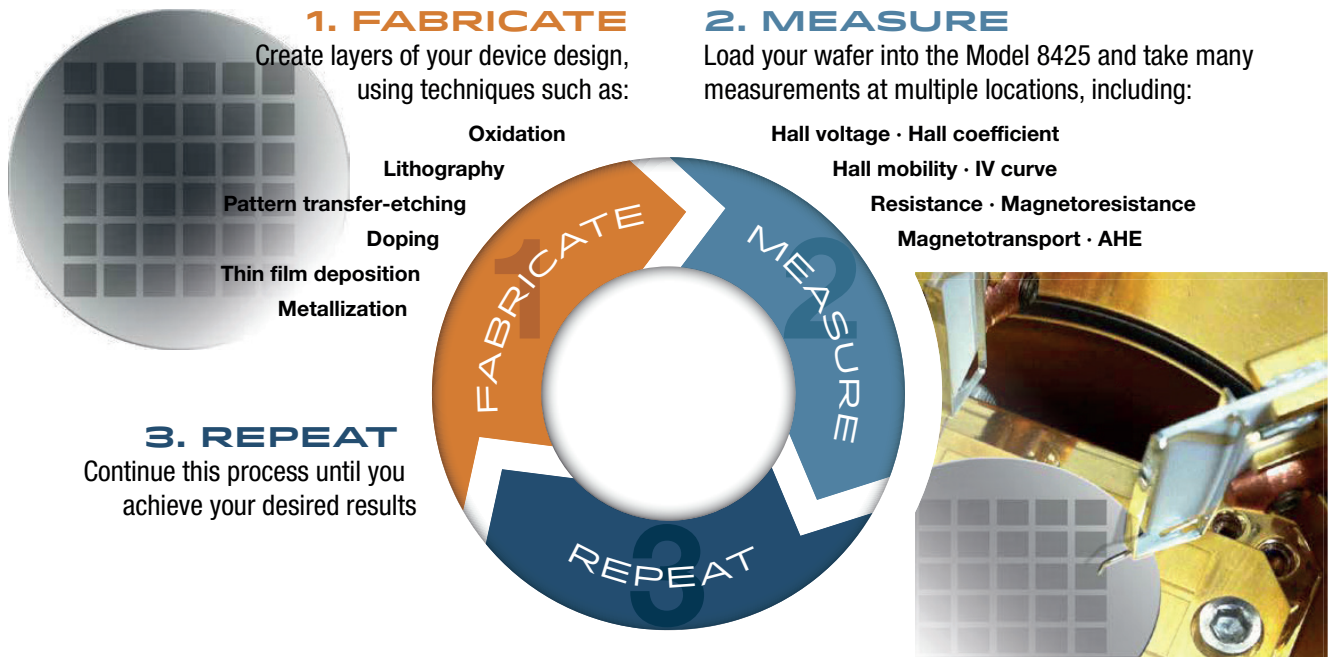 1. FABRICATE
Create layers of your device design,
using techniques such as:
Oxidation
Lithography
Pattern transfer-etching
Doping
Thin film deposition
Metallization
2. MEASURE
Load your wafer into the Model 8425 and take many
measurements at multiple locations, including:
Hall voltage · Hall coefficient
Hall mobility · IV curve
Resistance · Magnetoresistance
Magnetotransport · AHE
3. REPEAT
Continue this process until you
achieve your desired results
1
FABRICATE
2
MEASURE
3
REPEAT